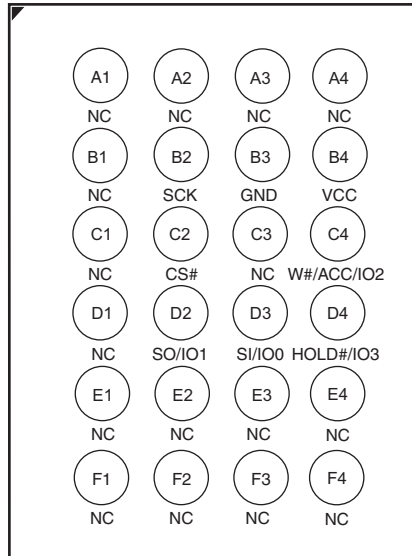 A1 A2 A3 A4
NC NC NC NC
B1 B2 B3 B4
NC SCK GND VCC
C1 C2 C3 C4
NC CS# NC W#/ACC/IO2
D1 D2 D3 D4
NC SO/IO1 SI/IO0 HOLD#/IO3
E1 E2 E3 E4
NC NC NC NC
F1 F2 F3 F4
NC NC NC NC